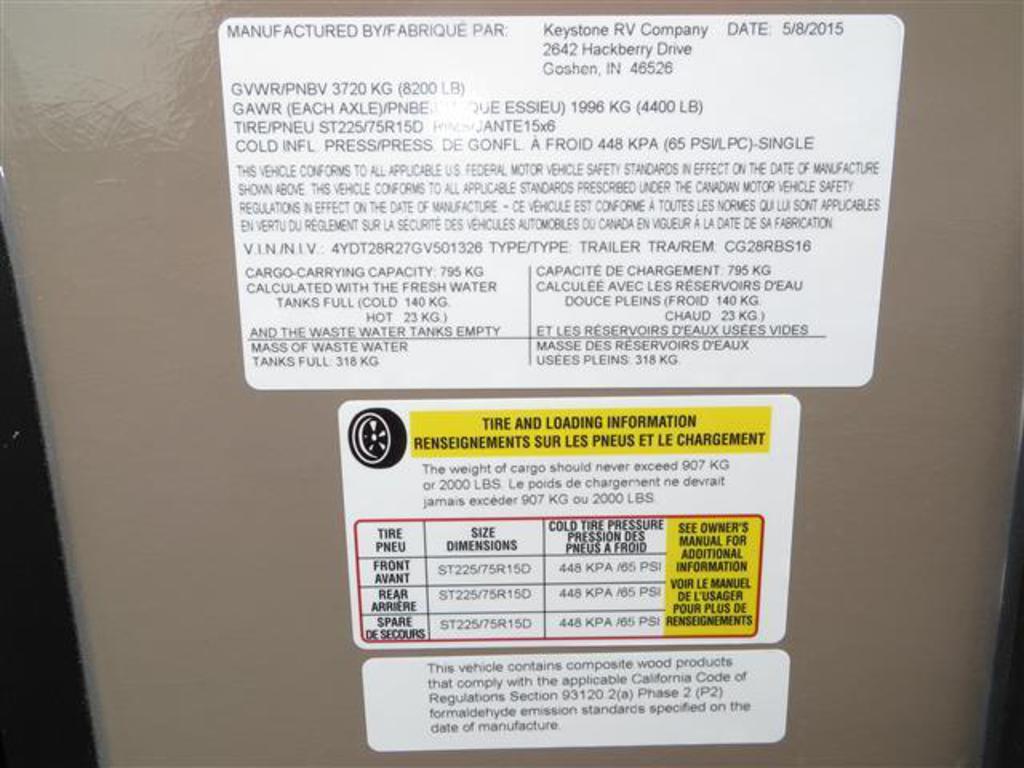 MANUFACTURED BY/FABRIQUÉ PAR: Keystone RV Company DATE: 5/8/2015
2642 Hackberry Drive
Goshen, IN 46526
GVWR/PNBV 3720 KG (8200 LB)
GAWR (EACH AXLE)/PNBE ESSIEU) 1996 KG (4400 LB)
TIRE/PNEU ST225/75R15D 15x6
COLD INFL. PRESS/PRESS. DE GONFL. À FROID 448 KPA (65 PSI/LPC)-SINGLE
THIS VEHICLE CONFORMS TO ALL APPLICABLE U.S. FEDERAL MOTOR VEHICLE SAFETY STANDARDS IN EFFECT ON THE DATE OF MANUFACTURE
SHOWN ABOVE. THIS VEHICLE CONFORMS TO ALL APPLICABLE STANDARDS PRESCRBED UNDER THE CANADIAN MOTOR VEHICLE SAFETY
REGULATIONS IN EFFECT ON THE DATE OF MANUFACTURE. - CE VÉHICULE EST CONFORME À TOUTES LES NORMES QUI LUI SONT APPLICABLES
EN VERTU DU RÈGLEMENT SUR LA SÉCURITÉ DES VÉHICULES AUTOMOBILES DU CANADA EN VIGUEUR À LA DATE DE SA FABRICATION.
V.I.N./N.I.V.: 4YDT28R27GV501326 TYPE/TYPE: TRAILER TRA/REM: CG28RBS16
CARGO-CARRYING CAPACITY: 795 KG
CALCULATED WITH THE FRESH WATER
TANKS FULL (COLD 140 KG.
HOT 23 KG.)
AND THE WASTE WATER TANKS EMPTY
MASS OF WASTE WATER
TANKS FULL: 318 KG
CAPACITÉ DE CHARGEMENT: 795 KG
CALCULÉE AVEC LES RÉSERVOIRS D'EAU
DOUCE PLEINS (FROID 140 KG.
CHAUD 23 KG.)
ET LES RÉSERVOIRS D'EAUX USÉES VIDES
MASSE DES RÉSERVOIRS D'EAUX
USÉES PLEINS: 318 KG.
TIRE AND LOADING INFORMATION
RENSEIGNEMENTS SUR LES PNEUS ET LE CHARGEMENT
The weight of cargo should never exceed 907 KG
or 2000 LBS. Le poids de chargement ne devrait
jamais excéder 907 KG ou 2000 LBS.
TIRE
PNEU
SIZE
DIMENSIONS
COLD TIRE PRESSURE
PRESSION DES
PNEUS A FROID
FRONT
AVANT
ST225/75R15D 448 KPA /65 PSI
REAR
ARRIÈRE
ST225/75R15D 448 KPA /65 PSI
SPARE
DE SECOURS
ST225/75R15D 448 KPA /65 PSI
SEE OWNER'S
MANUAL FOR
ADDITIONAL
INFORMATION
VOIR LE MANUEL
DE L'USAGER
POUR PLUS DE
RENSEIGNEMENTS
This vehicle contains composite wood products
that comply with the applicable California Code of
Regulations Section 93120.2(a) Phase 2 (P2)
formaldehyde emission standards specified on the
date of manufacture.